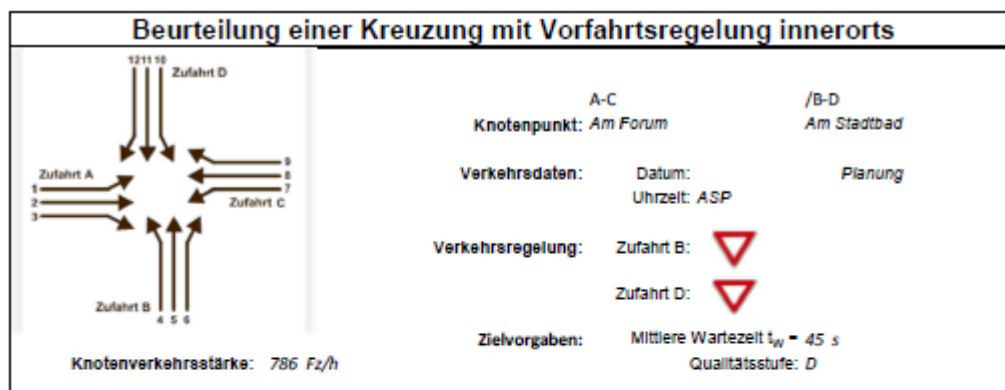 Beurteilung einer Kreuzung mit Vorfahrtsregelung innerorts
12 11 10
Zufahrt D
Zufahrt A
1
2
3
9
8
7
Zufahrt C
Zufahrt B
4 5 6
Knotenverkehrsstärke: 786 Fz/h
A-C /B-D
Knotenpunkt: Am Forum Am Stadtbad
Verkehrsdaten: Datum: Planung
Uhrzeit: ASP
Verkehrsregelung: Zufahrt B:
Zufahrt D:
Zielvorgaben: Mittlere Wartezeit tw = 45 s
Qualitätsstufe: D